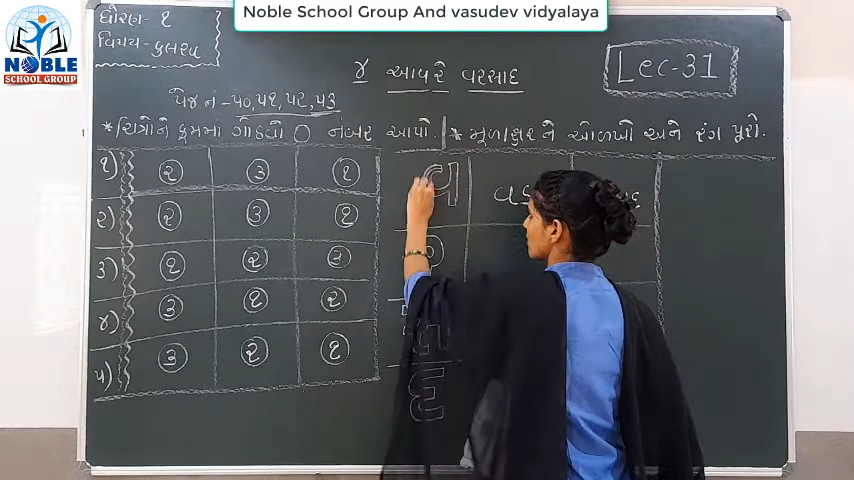 Noble School Group And vasudev vidyalaya
NOBLE
SCHOOL GROUP
ધોરણ- ૧
વિષય- કલરવ
૪ આવરે વરસાદ
Lec-31
પેજ નં -૫૦,૫૧,૫૨,૫૩
* ચિત્રોને ક્રમમાં ગોઠવી ○ નંબર આપો.
* મૂળાક્ષર ને ઓળખો અને રંગ પૂરો.
૧) ૨ ૩ ૧
૨) ૨ ૩ ૧
૩) ૧ ૨ ૩
૪) ૩ ૧ ૨
૫) ૩ ૨ ૧